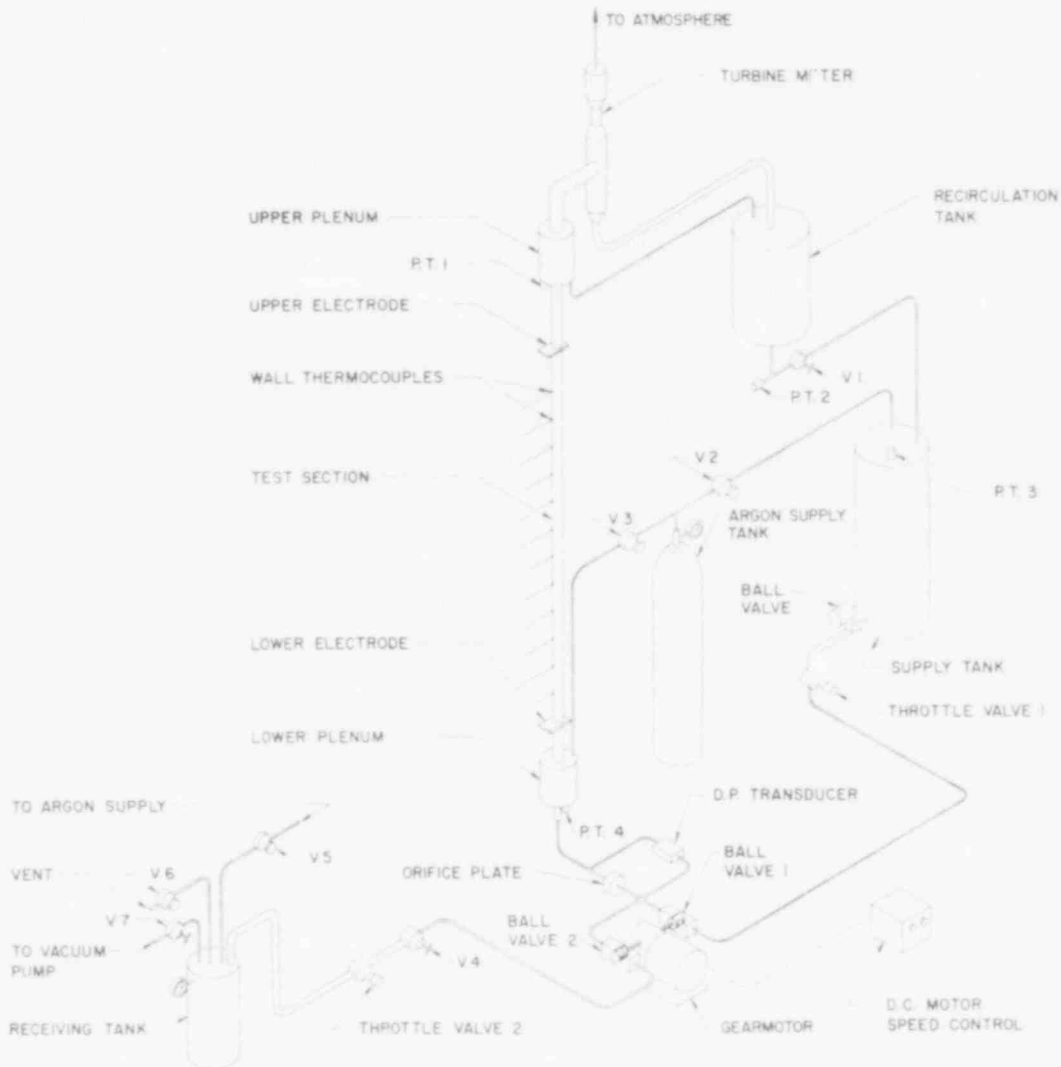 TO ATMOSPHERE
TURBINE METER
RECIRCULATION
TANK
UPPER PLENUM
P.T. 1
UPPER ELECTRODE
WALL THERMOCOUPLES
V 1
P.T. 2
V.2
TEST SECTION
P.T. 3
V.3
ARGON SUPPLY
TANK
BALL
VALVE
LOWER ELECTRODE
SUPPLY TANK
THROTTLE VALVE 1
LOWER PLENUM
D.P. TRANSDUCER
TO ARGON SUPPLY
P.T. 4
V.5
BALL
VALVE 1
VENT
V.6
ORIFICE PLATE
V.7
BALL
VALVE 2
TO VACUUM
PUMP
V.4
RECEIVING TANK
THROTTLE VALVE 2
GEARMOTOR
D.C. MOTOR
SPEED CONTROL